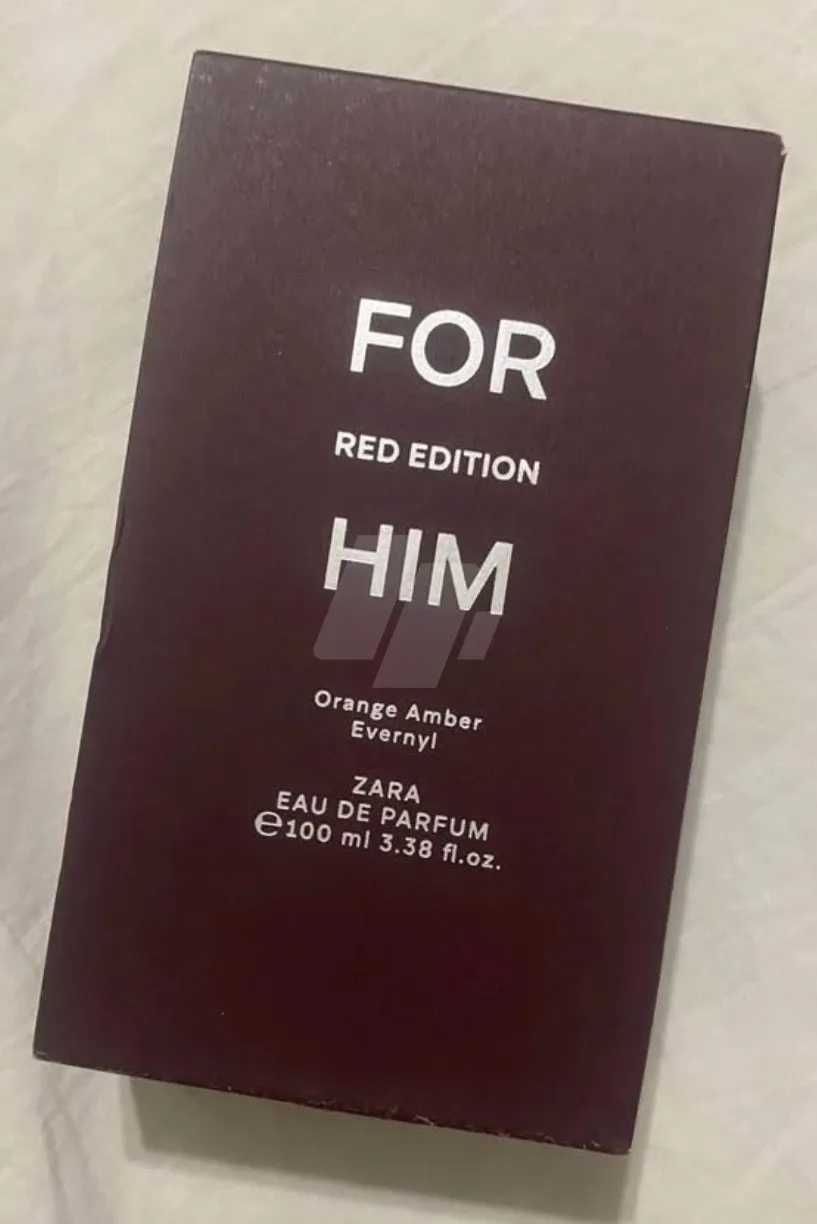 FOR
RED EDITION
HIM
Orange Amber
Evernyl
ZARA
EAU DE PARFUM
℮100 ml 3.38 fl.oz.